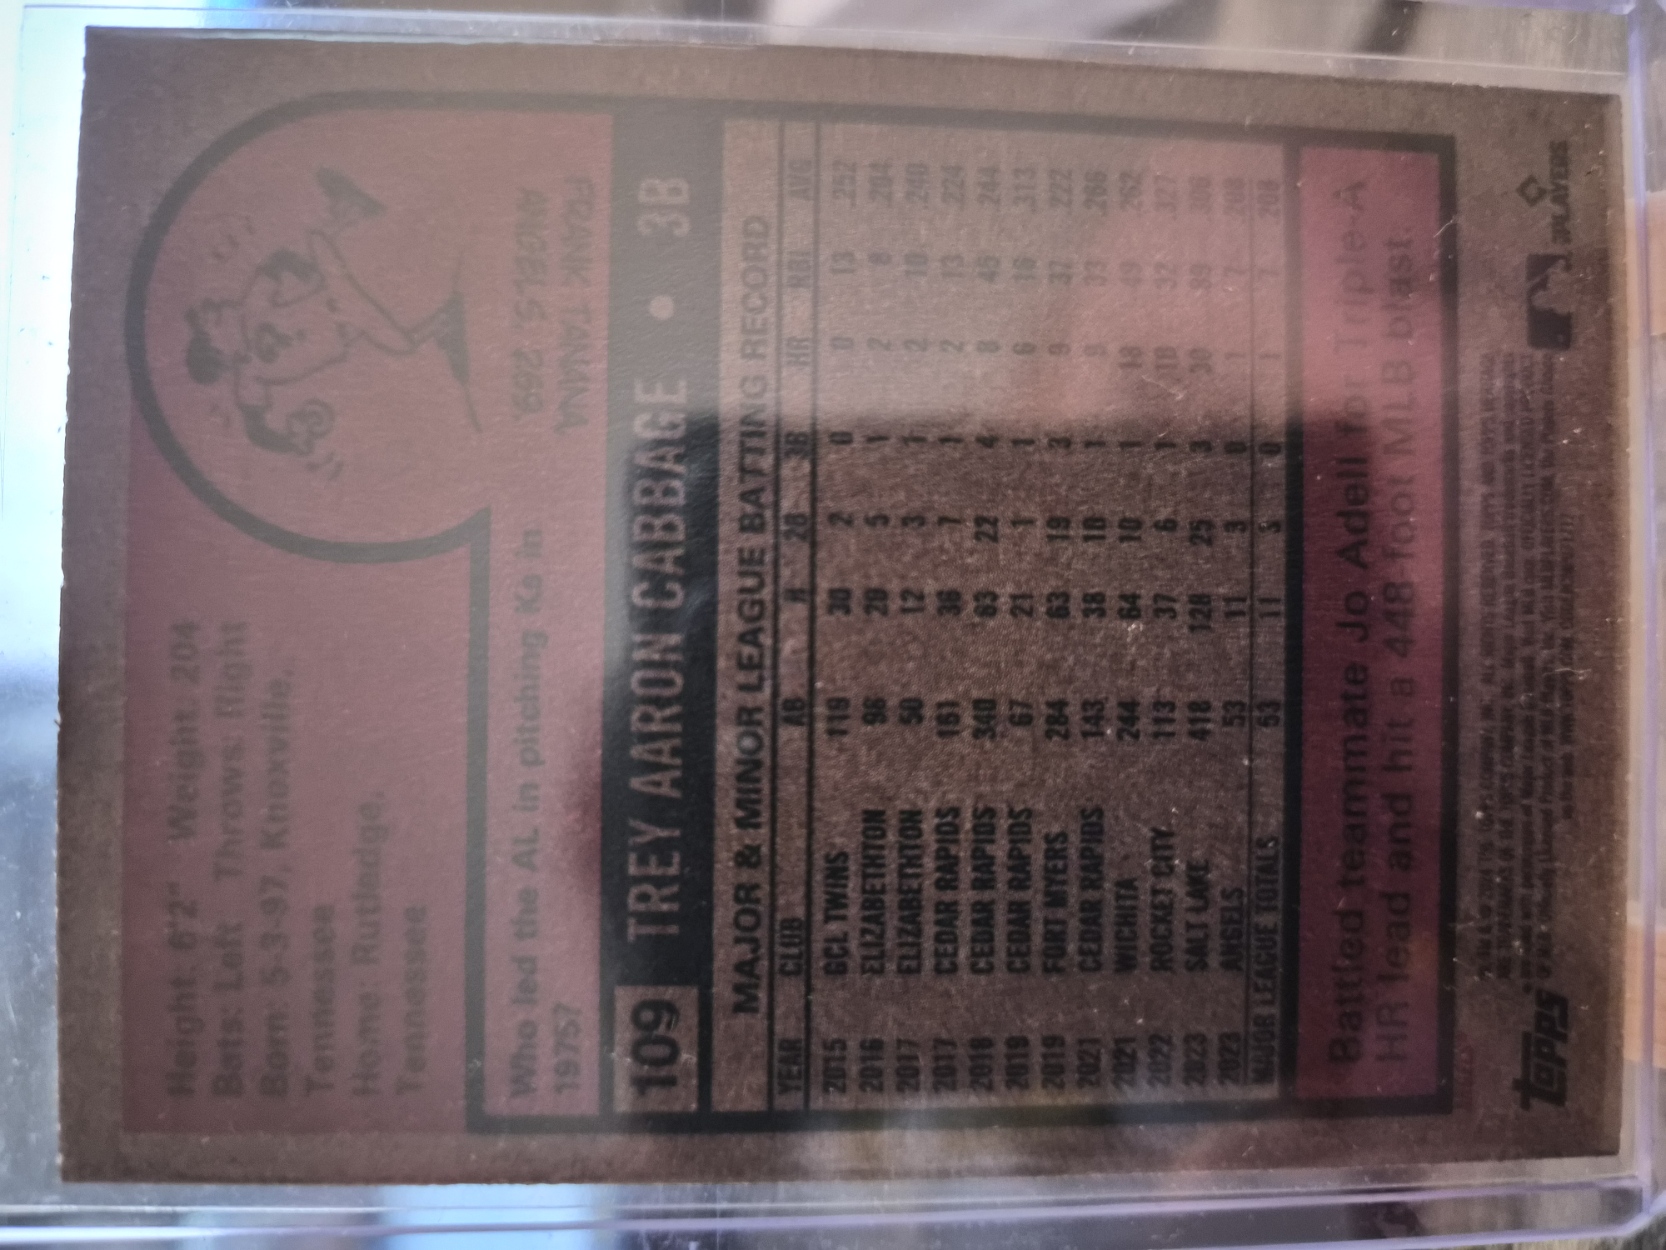 Height: 6'2" Weight: 204
Bats: Left Throws: Right
Born: 5-3-97, Knoxville,
Tennessee
Home: Rutledge,
Tennessee
Who led the AL in pitching Ks in
1975?
FRANK TANANA,
ANGELS, 269.
109 TREY AARON CABBAGE • 3B
MAJOR & MINOR LEAGUE BATTING RECORD
YEAR CLUB AB R 2B 3B HR RBI AVG
2015 GCL TWINS 119 30 2 0 0 13 .252
2016 ELIZABETHTON 96 20 5 1 2 8 .204
2017 ELIZABETHTON 50 12 3 1 2 10 .240
2017 CEDAR RAPIDS 161 36 7 1 2 13 .224
2018 CEDAR RAPIDS 340 63 22 4 8 45 .244
2019 CEDAR RAPIDS 67 21 1 1 6 16 .313
2019 FORT MYERS 284 63 19 3 9 37 .222
2021 CEDAR RAPIDS 143 38 10 1 9 33 .266
2021 WICHITA 244 64 10 1 18 49 .262
2022 ROCKET CITY 113 37 6 1 10 32
2023 SALT LAKE 418 128 25 3 30 89 .306
2023 ANGELS 53 11 3 0 1 7 .208
MAJOR LEAGUE TOTALS 53 11 3 0 1 7 .208
Battled teammate Jo Adell for Triple-A
HR lead and hit a 448 foot MLB blast.
topps
PLAYERS